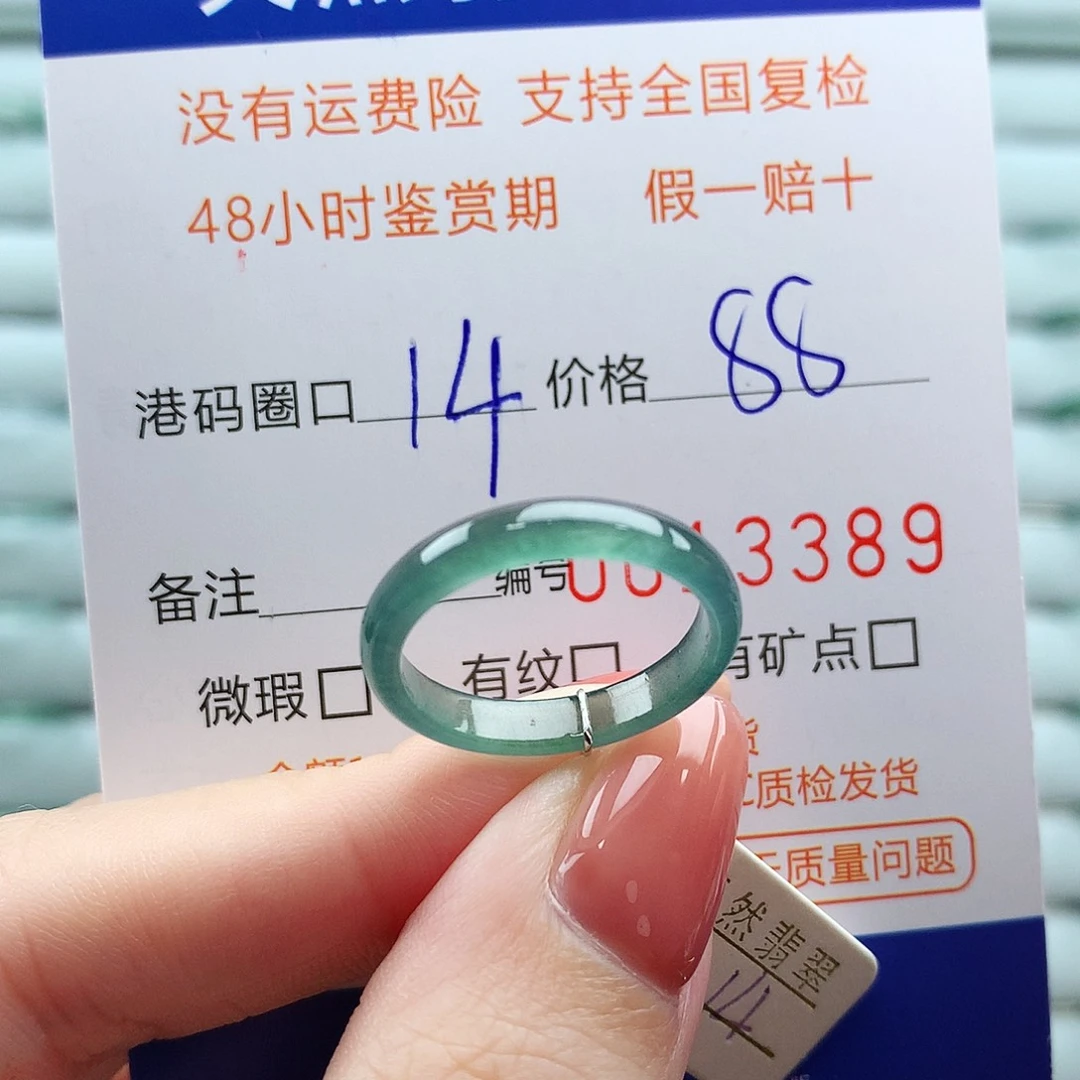 没有运费险 支持全国复检
48小时鉴赏期 假一赔十
港码圈口 14 价格 88
备注 编号 3389
微瑕□ 有纹□ 有矿点□
质检发货
质量问题
然翡翠
14